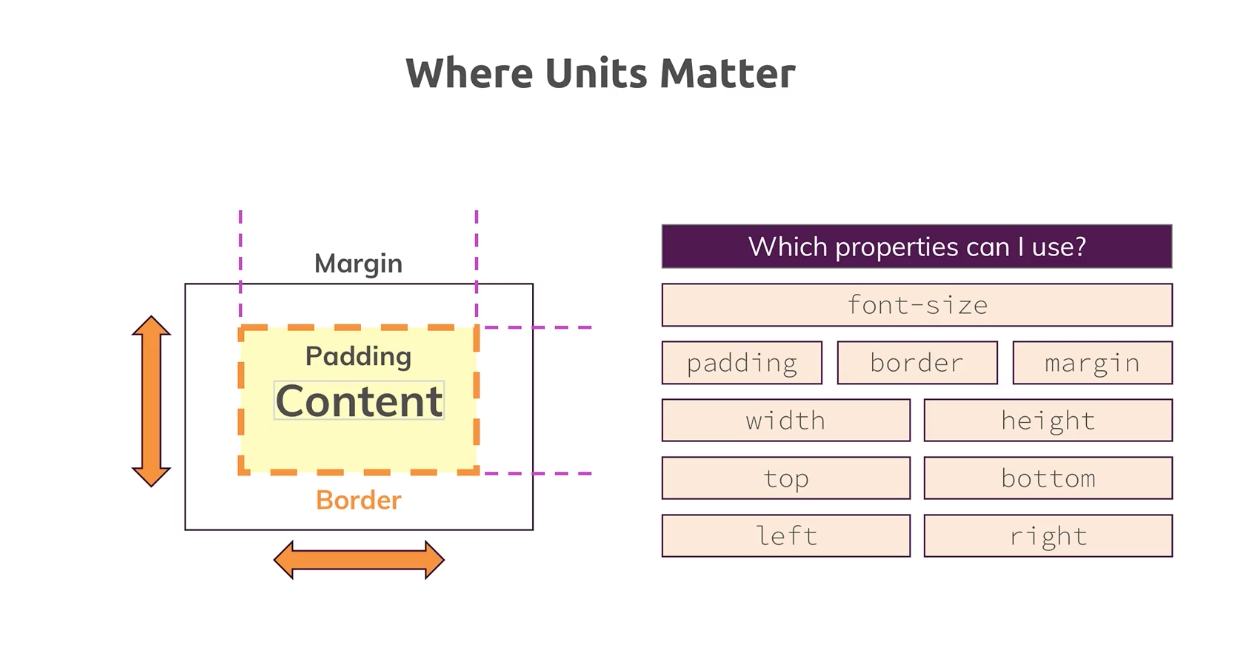 Where Units Matter
Margin
Padding
Content
Border
Which properties can I use?
font-size
padding border margin
width height
top bottom
left right